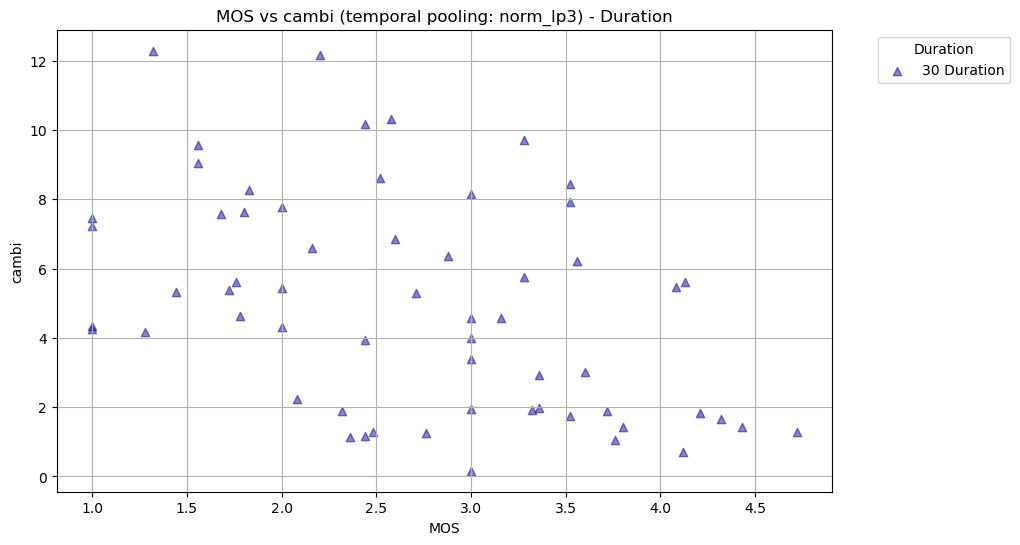 MOS vs cambi (temporal pooling: norm_lp3) - Duration
Duration
30 Duration
cambi
12
10
8
6
4
2
0
1.0 1.5 2.0 2.5 3.0 3.5 4.0 4.5
MOS